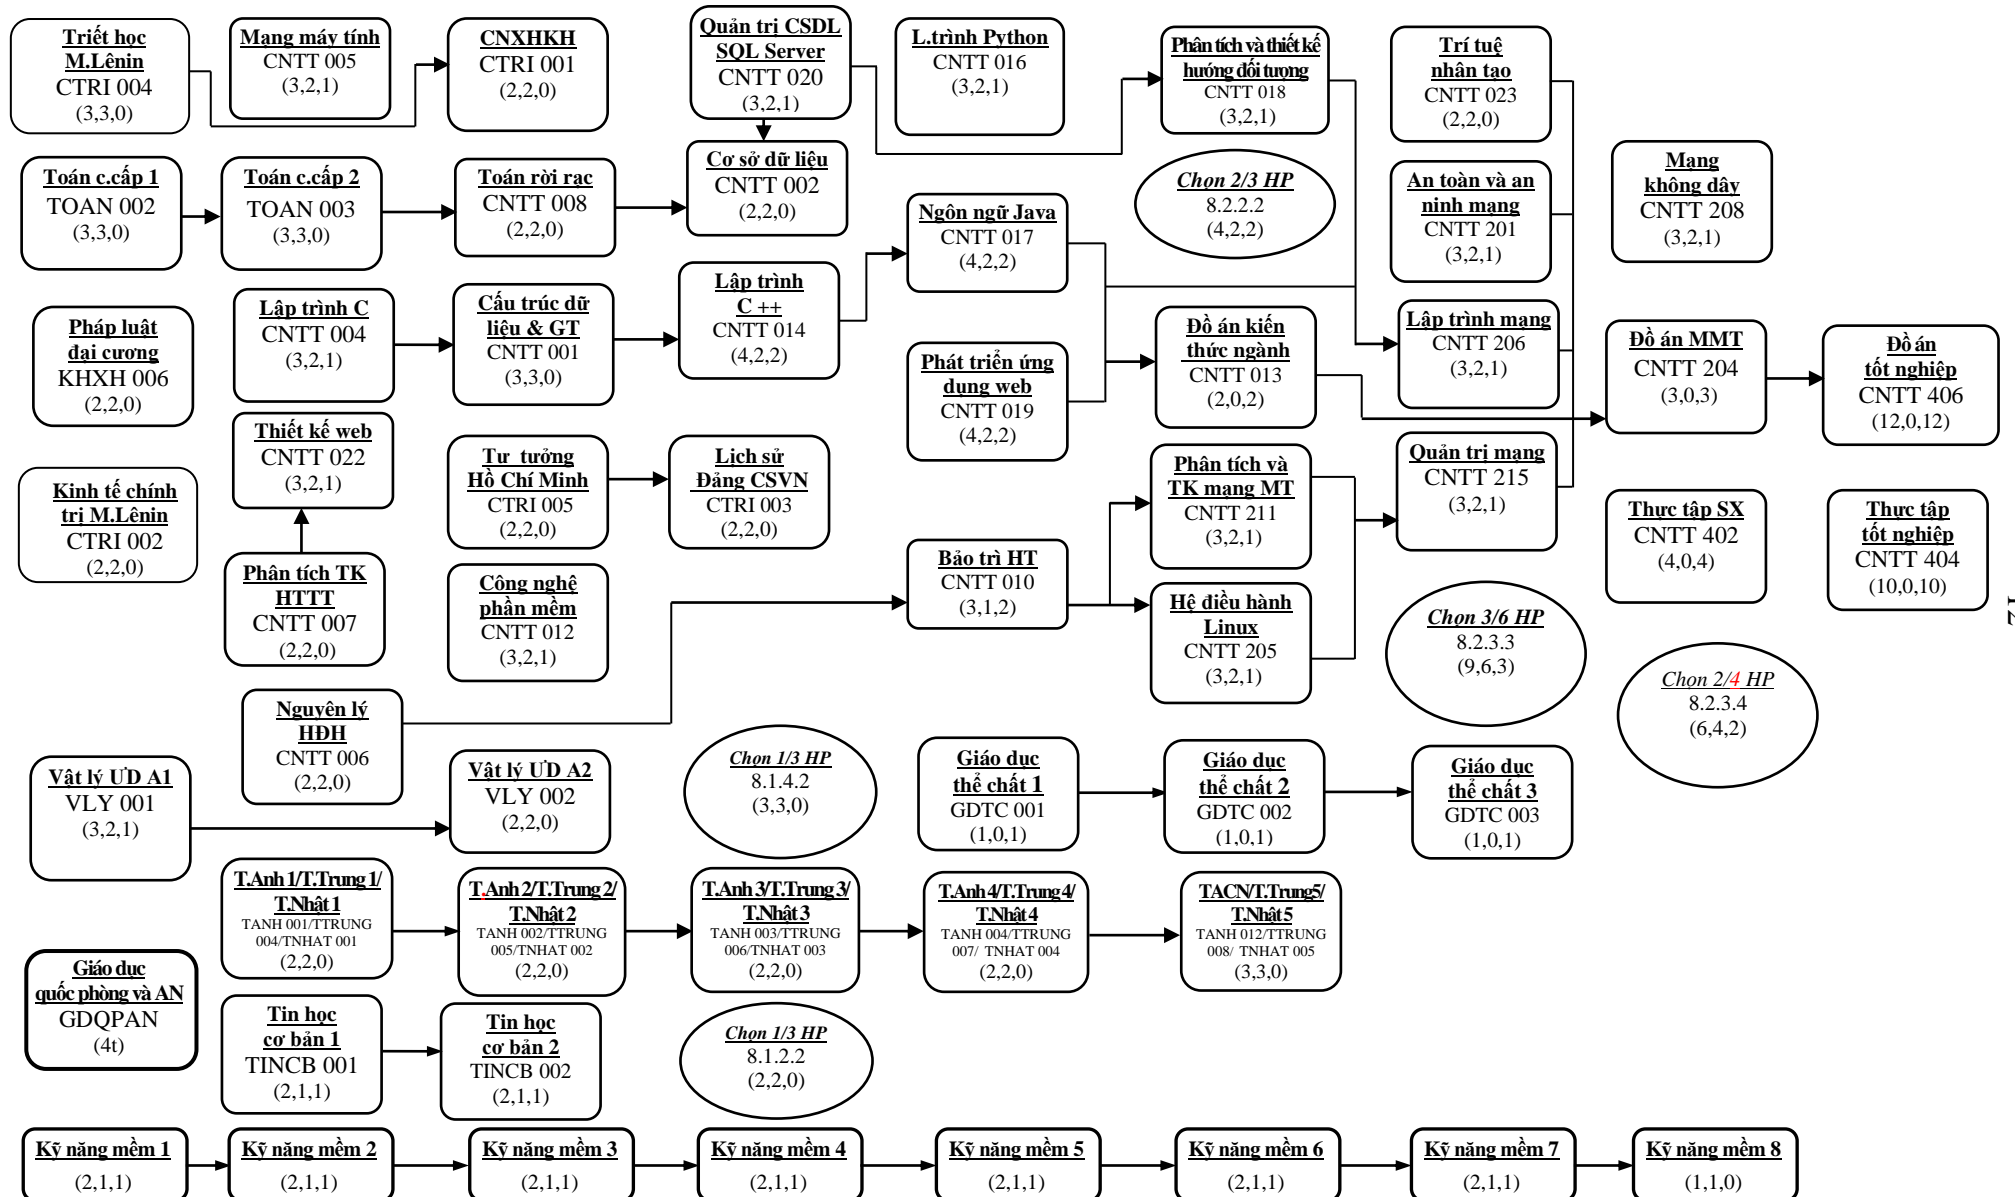 Triết học
M.Lênin
CTRI 004
(3,3,0)
Mạng máy tính
CNTT 005
(3,2,1)
CNXHKH
CTRI 001
(2,2,0)
Quản trị CSDL
SQL Server
CNTT 020
(3,2,1)
L.trình Python
CNTT 016
(3,2,1)
Phân tích và thiết kế
hướng đối tượng
CNTT 018
(3,2,1)
Trí tuệ
nhân tạo
CNTT 023
(2,2,0)
Toán c.cấp 1
TOAN 002
(3,3,0)
Toán c.cấp 2
TOAN 003
(3,3,0)
Toán rời rạc
CNTT 008
(2,2,0)
Cơ sở dữ liệu
CNTT 002
(2,2,0)
Ngôn ngữ Java
CNTT 017
(4,2,2)
Chọn 2/3 HP
8.2.2.2
(4,2,2)
An toàn và an
ninh mạng
CNTT 201
(3,2,1)
Mạng
không dây
CNTT 208
(3,2,1)
Pháp luật
đại cương
KHXH 006
(2,2,0)
Lập trình C
CNTT 004
(3,2,1)
Cấu trúc dữ
liệu & GT
CNTT 001
(3,3,0)
Lập trình
C ++
CNTT 014
(4,2,2)
Phát triển ứng
dụng web
CNTT 019
(4,2,2)
Đồ án kiến
thức ngành
CNTT 013
(2,0,2)
Lập trình mạng
CNTT 206
(3,2,1)
Đồ án MMT
CNTT 204
(3,0,3)
Đồ án
tốt nghiệp
CNTT 406
(12,0,12)
Kinh tế chính
trị M.Lênin
CTRI 002
(2,2,0)
Thiết kế web
CNTT 022
(3,2,1)
Tư tưởng
Hồ Chí Minh
CTRI 005
(2,2,0)
Lịch sử
Đảng CSVN
CTRI 003
(2,2,0)
Phân tích và
TK mạng MT
CNTT 211
(3,2,1)
Quản trị mạng
CNTT 215
(3,2,1)
Thực tập SX
CNTT 402
(4,0,4)
Thực tập
tốt nghiệp
CNTT 404
(10,0,10)
Phân tích TK
HTTT
CNTT 007
(2,2,0)
Công nghệ
phần mềm
CNTT 012
(3,2,1)
Bảo trì HT
CNTT 010
(3,1,2)
Hệ điều hành
Linux
CNTT 205
(3,2,1)
Chọn 3/6 HP
8.2.3.3
(9,6,3)
Chọn 2/4 HP
8.2.3.4
(6,4,2)
Nguyên lý
HĐH
CNTT 006
(2,2,0)
Vật lý ƯD A1
VLY 001
(3,2,1)
Vật lý ƯD A2
VLY 002
(2,2,0)
Chọn 1/3 HP
8.1.4.2
(3,3,0)
Giáo dục
thể chất 1
GDTC 001
(1,0,1)
Giáo dục
thể chất 2
GDTC 002
(1,0,1)
Giáo dục
thể chất 3
GDTC 003
(1,0,1)
T.Anh 1/T.Trung 1/
T.Nhật 1
TANH 001/TTRUNG
004/TNHAT 001
(2,2,0)
T.Anh 2/T.Trung 2/
T.Nhật 2
TANH 002/TTRUNG
005/TNHAT 002
(2,2,0)
T.Anh 3/T.Trung 3/
T.Nhật 3
TANH 003/TTRUNG
006/TNHAT 003
(2,2,0)
T.Anh 4/T.Trung 4/
T.Nhật 4
TANH 004/TTRUNG
007/ TNHAT 004
(2,2,0)
TACN/T.Trung5/
T.Nhật 5
TANH 012/TTRUNG
008/ TNHAT 005
(3,3,0)
Giáo dục
quốc phòng và AN
GDQPAN
(4t)
Tin học
cơ bản 1
TINCB 001
(2,1,1)
Tin học
cơ bản 2
TINCB 002
(2,1,1)
Chọn 1/3 HP
8.1.2.2
(2,2,0)
Kỹ năng mềm 1
(2,1,1)
Kỹ năng mềm 2
(2,1,1)
Kỹ năng mềm 3
(2,1,1)
Kỹ năng mềm 4
(2,1,1)
Kỹ năng mềm 5
(2,1,1)
Kỹ năng mềm 6
(2,1,1)
Kỹ năng mềm 7
(2,1,1)
Kỹ năng mềm 8
(1,1,0)